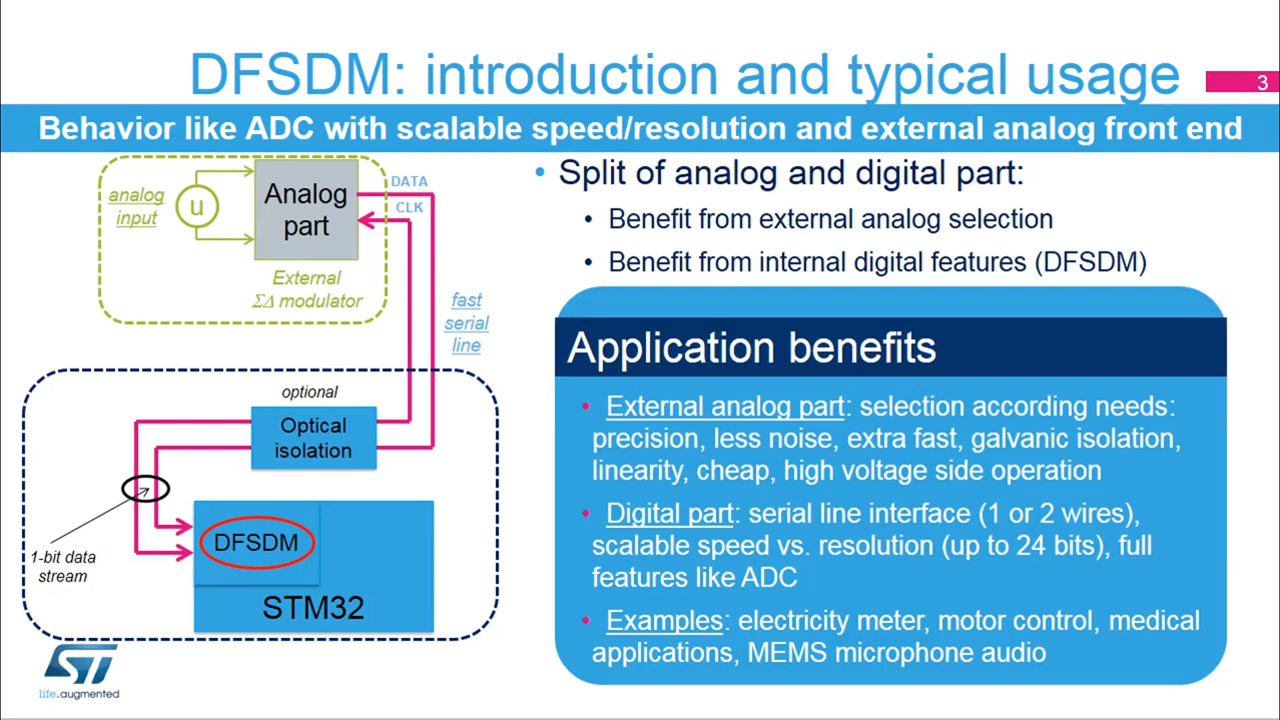 DFSDM: introduction and typical usage
3
Behavior like ADC with scalable speed/resolution and external analog front end
analog
input
u
Analog
part
DATA
CLK
External
ΣΔ modulator
fast
serial
line
optional
Optical
isolation
1-bit data
stream
DFSDM
STM32
ST
life.augmented
• Split of analog and digital part:
• Benefit from external analog selection
• Benefit from internal digital features (DFSDM)
Application benefits
• External analog part: selection according needs:
precision, less noise, extra fast, galvanic isolation,
linearity, cheap, high voltage side operation
• Digital part: serial line interface (1 or 2 wires),
scalable speed vs. resolution (up to 24 bits), full
features like ADC
• Examples: electricity meter, motor control, medical
applications, MEMS microphone audio